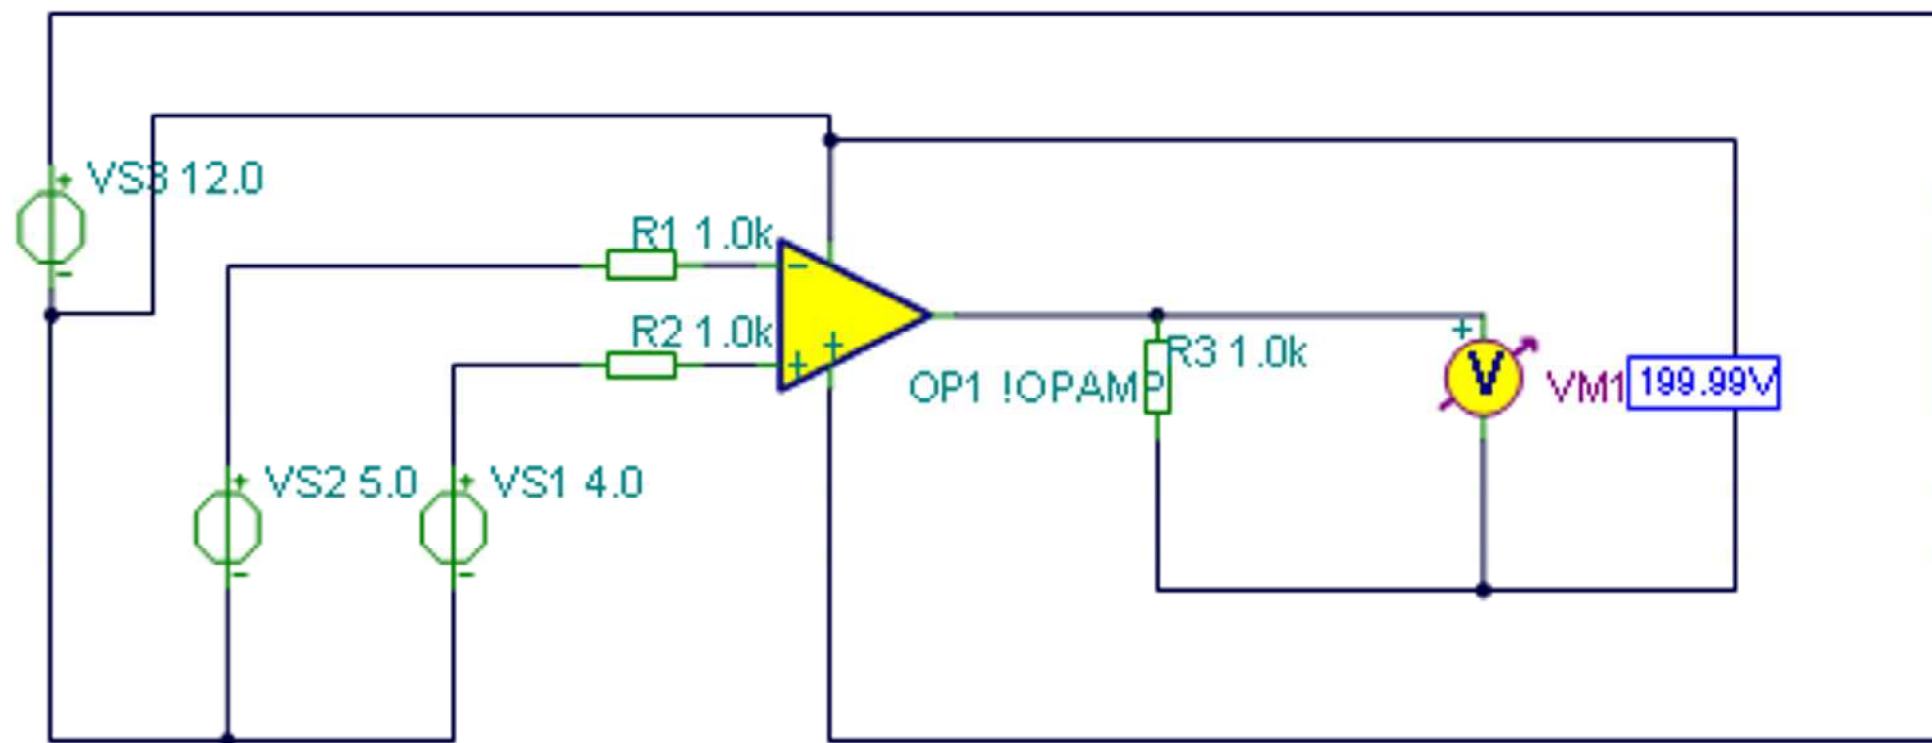 VS3 12.0
R1 1.0k
R2 1.0k
R3 1.0k
OP1 !OPAMP
VM1 199.99V
VS2 5.0
VS1 4.0